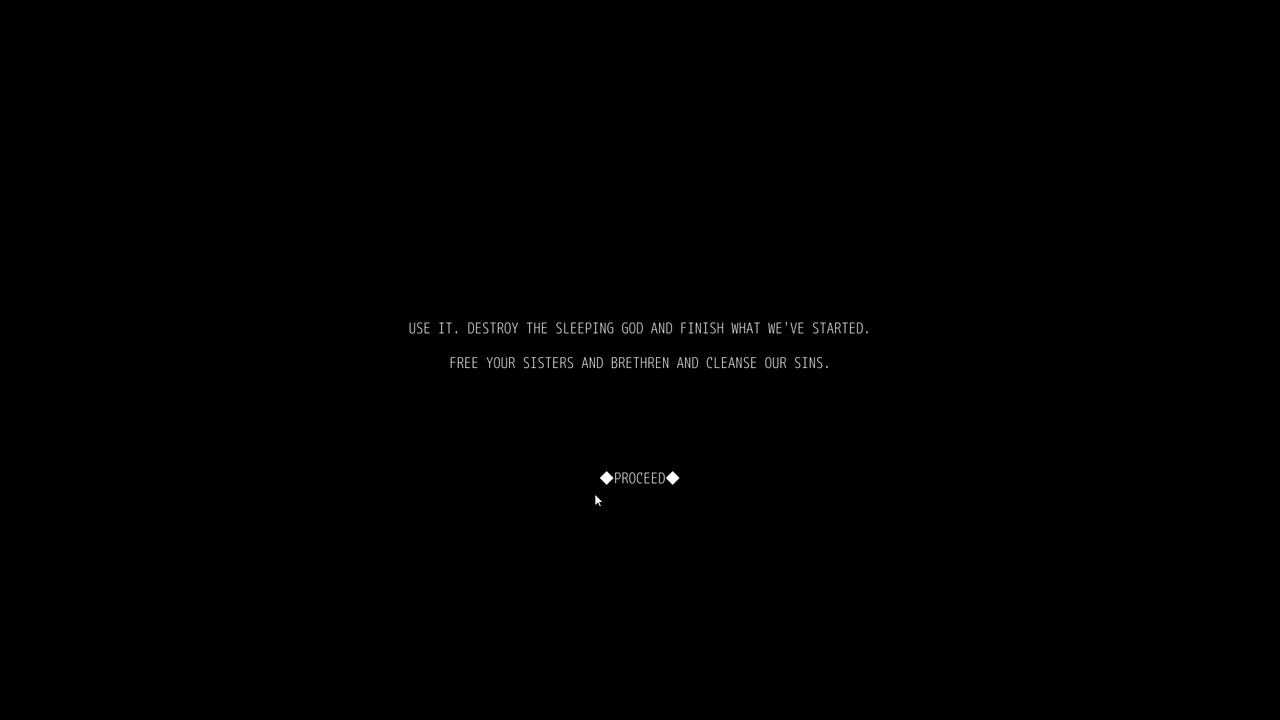 USE IT. DESTROY THE SLEEPING GOD AND FINISH WHAT WE'VE STARTED.
FREE YOUR SISTERS AND BRETHREN AND CLEANSE OUR SINS.
◆PROCEED◆